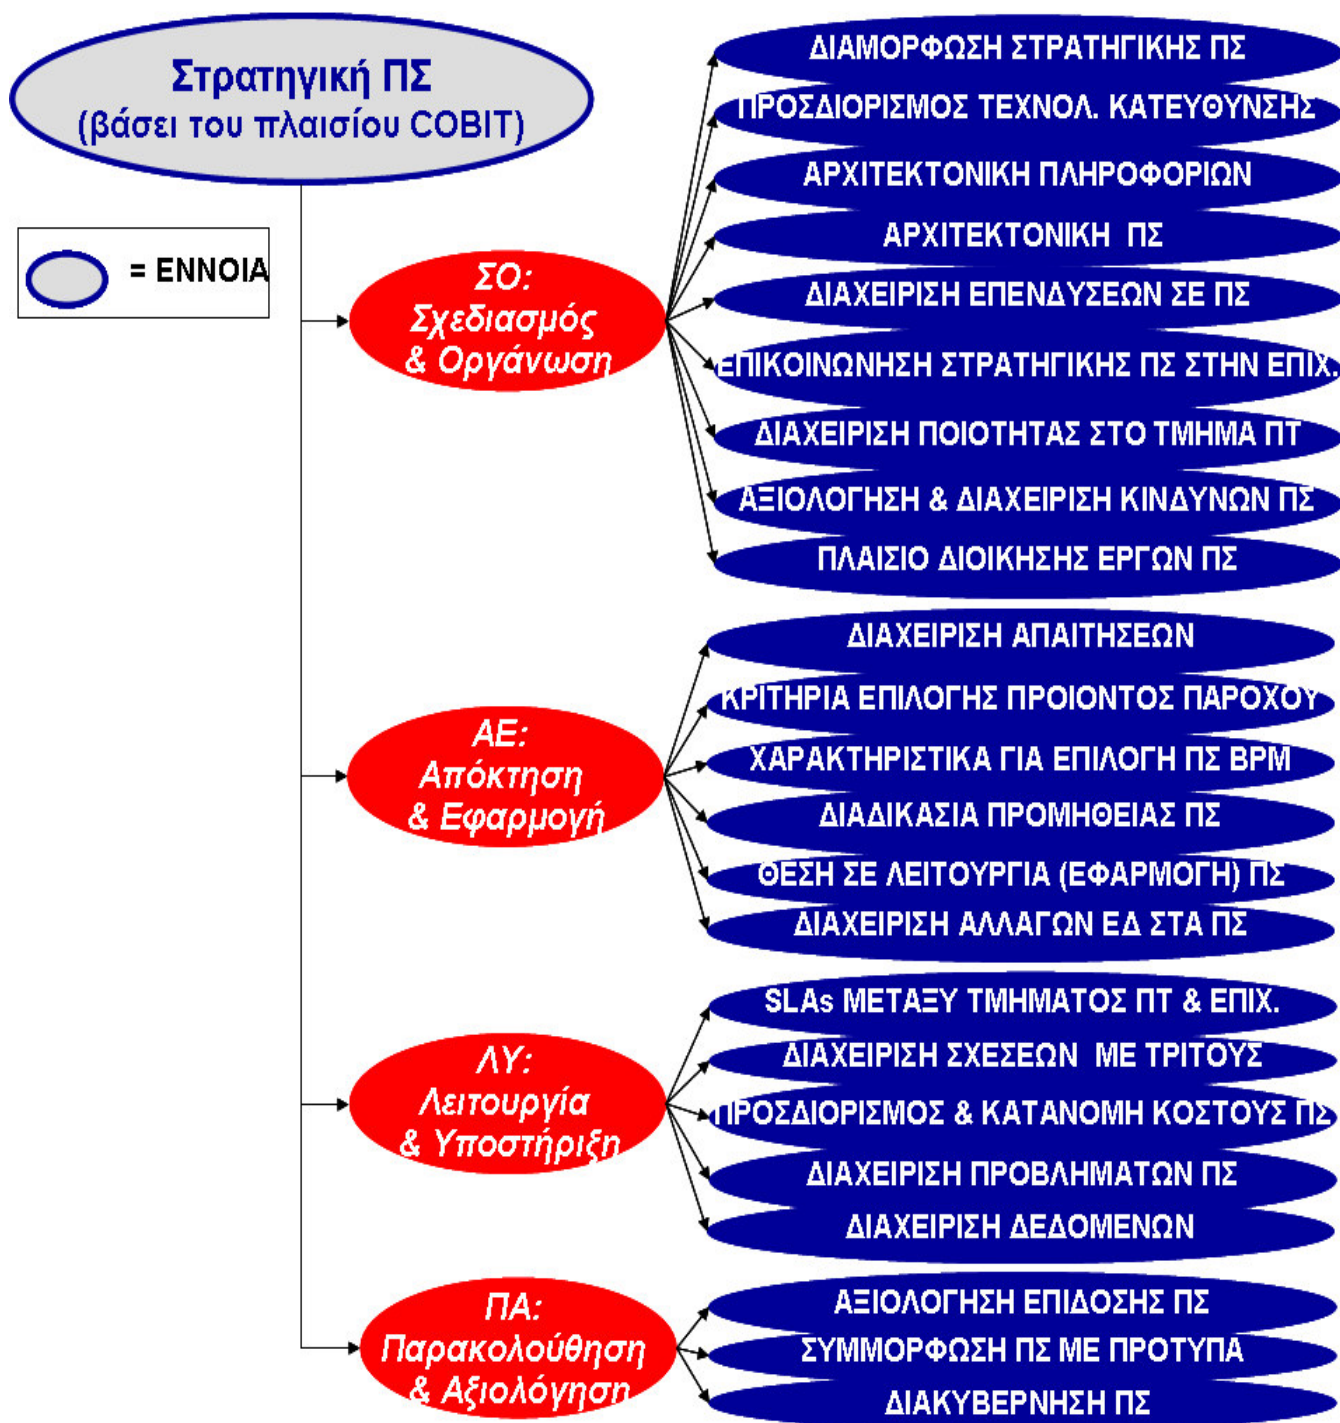 Στρατηγική ΠΣ
(βάσει του πλαισίου COBIT)
= ΕΝΝΟΙΑ
ΣΟ:
Σχεδιασμός
& Οργάνωση
ΔΙΑΜΟΡΦΩΣΗ ΣΤΡΑΤΗΓΙΚΗΣ ΠΣ
ΠΡΟΣΔΙΟΡΙΣΜΟΣ ΤΕΧΝΟΛ. ΚΑΤΕΥΘΥΝΣΗΣ
ΑΡΧΙΤΕΚΤΟΝΙΚΗ ΠΛΗΡΟΦΟΡΙΩΝ
ΑΡΧΙΤΕΚΤΟΝΙΚΗ ΠΣ
ΔΙΑΧΕΙΡΙΣΗ ΕΠΕΝΔΥΣΕΩΝ ΣΕ ΠΣ
ΕΠΙΚΟΙΝΩΝΗΣΗ ΣΤΡΑΤΗΓΙΚΗΣ ΠΣ ΣΤΗΝ ΕΠΙΧ.
ΔΙΑΧΕΙΡΙΣΗ ΠΟΙΟΤΗΤΑΣ ΣΤΟ ΤΜΗΜΑ ΠΤ
ΑΞΙΟΛΟΓΗΣΗ & ΔΙΑΧΕΙΡΙΣΗ ΚΙΝΔΥΝΩΝ ΠΣ
ΠΛΑΙΣΙΟ ΔΙΟΙΚΗΣΗΣ ΕΡΓΩΝ ΠΣ
ΑΕ:
Απόκτηση
& Εφαρμογή
ΔΙΑΧΕΙΡΙΣΗ ΑΠΑΙΤΗΣΕΩΝ
ΚΡΙΤΗΡΙΑ ΕΠΙΛΟΓΗΣ ΠΡΟΙΟΝΤΟΣ ΠΑΡΟΧΟΥ
ΧΑΡΑΚΤΗΡΙΣΤΙΚΑ ΓΙΑ ΕΠΙΛΟΓΗ ΠΣ BPM
ΔΙΑΔΙΚΑΣΙΑ ΠΡΟΜΗΘΕΙΑΣ ΠΣ
ΘΕΣΗ ΣΕ ΛΕΙΤΟΥΡΓΙΑ (ΕΦΑΡΜΟΓΗ) ΠΣ
ΔΙΑΧΕΙΡΙΣΗ ΑΛΛΑΓΩΝ ΕΔ ΣΤΑ ΠΣ
ΛΥ:
Λειτουργία
& Υποστήριξη
SLAs ΜΕΤΑΞΥ ΤΜΗΜΑΤΟΣ ΠΤ & ΕΠΙΧ.
ΔΙΑΧΕΙΡΙΣΗ ΣΧΕΣΕΩΝ ΜΕ ΤΡΙΤΟΥΣ
ΠΡΟΣΔΙΟΡΙΣΜΟΣ & ΚΑΤΑΝΟΜΗ ΚΟΣΤΟΥΣ ΠΣ
ΔΙΑΧΕΙΡΙΣΗ ΠΡΟΒΛΗΜΑΤΩΝ ΠΣ
ΔΙΑΧΕΙΡΙΣΗ ΔΕΔΟΜΕΝΩΝ
ΠΑ:
Παρακολούθηση
& Αξιολόγηση
ΑΞΙΟΛΟΓΗΣΗ ΕΠΙΔΟΣΗΣ ΠΣ
ΣΥΜΜΟΡΦΩΣΗ ΠΣ ΜΕ ΠΡΟΤΥΠΑ
ΔΙΑΚΥΒΕΡΝΗΣΗ ΠΣ